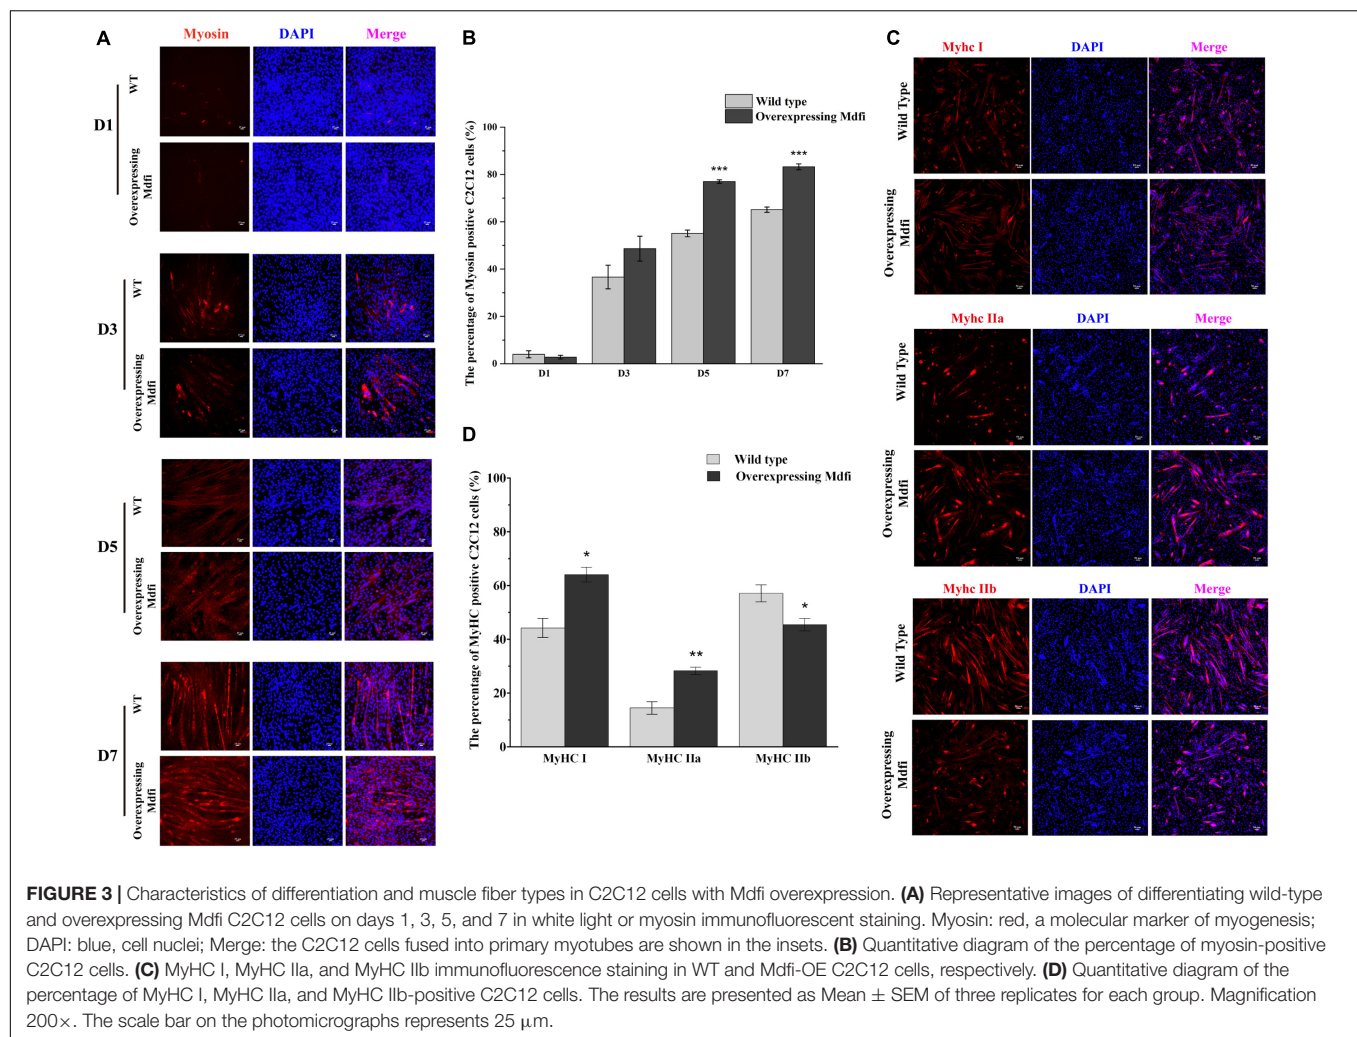 A
Myosin DAPI Merge
D1
WT
Overexpressing
Mdfi
D3
WT
Overexpressing
Mdfi
D5
WT
Overexpressing
Mdfi
D7
WT
Overexpressing
Mdfi
B
Wild type
Overexpressing Mdfi
The percentage of Myosin positive C2C12 cells (%)
100
80
60
40
20
0
***
***
D1 D3 D5 D7
C
Myhc I DAPI Merge
Wild Type
Overexpressing
Mdfi
Myhc IIa DAPI Merge
Wild Type
Overexpressing
Mdfi
Myhc IIb DAPI Merge
Wild Type
Overexpressing
Mdfi
D
Wild type
Overexpressing Mdfi
The percentage of MyHC positive C2C12 cells (%)
100
80
60
40
20
0
*
**
*
MyHC I MyHC IIa MyHC IIb
FIGURE 3 | Characteristics of differentiation and muscle fiber types in C2C12 cells with Mdfi overexpression. (A) Representative images of differentiating wild-type
and overexpressing Mdfi C2C12 cells on days 1, 3, 5, and 7 in white light or myosin immunofluorescent staining. Myosin: red, a molecular marker of myogenesis;
DAPI: blue, cell nuclei; Merge: the C2C12 cells fused into primary myotubes are shown in the insets. (B) Quantitative diagram of the percentage of myosin-positive
C2C12 cells. (C) MyHC I, MyHC IIa, and MyHC IIb immunofluorescence staining in WT and Mdfi-OE C2C12 cells, respectively. (D) Quantitative diagram of the
percentage of MyHC I, MyHC IIa, and MyHC IIb-positive C2C12 cells. The results are presented as Mean ± SEM of three replicates for each group. Magnification
200×. The scale bar on the photomicrographs represents 25 μm.